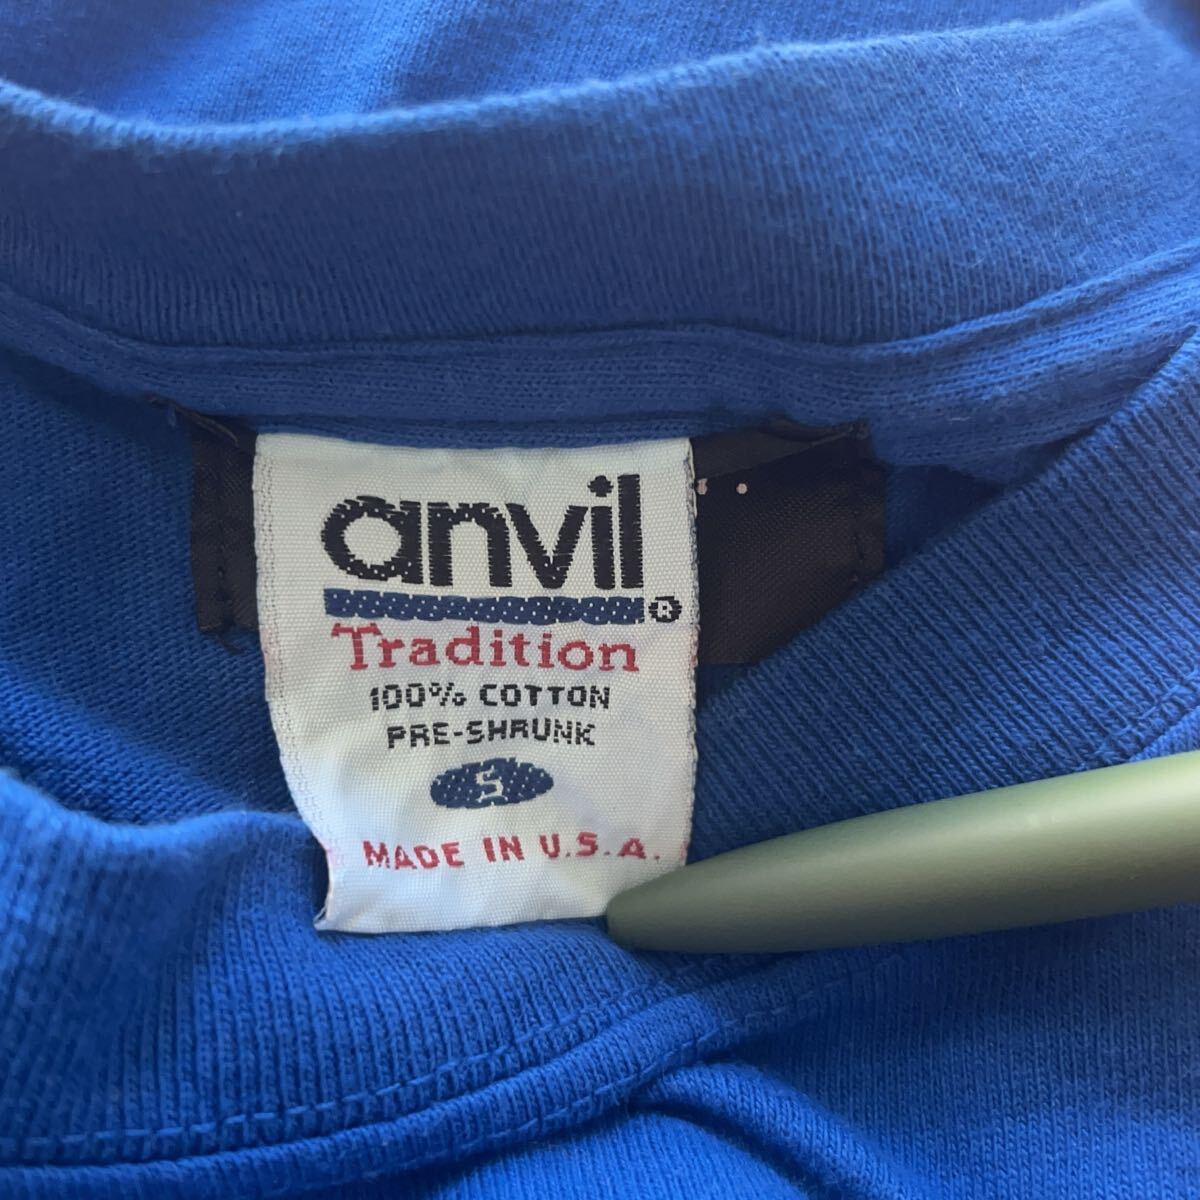 anvil
®
Tradition
100% COTTON
PRE-SHRUNK
S
MADE IN U.S.A.